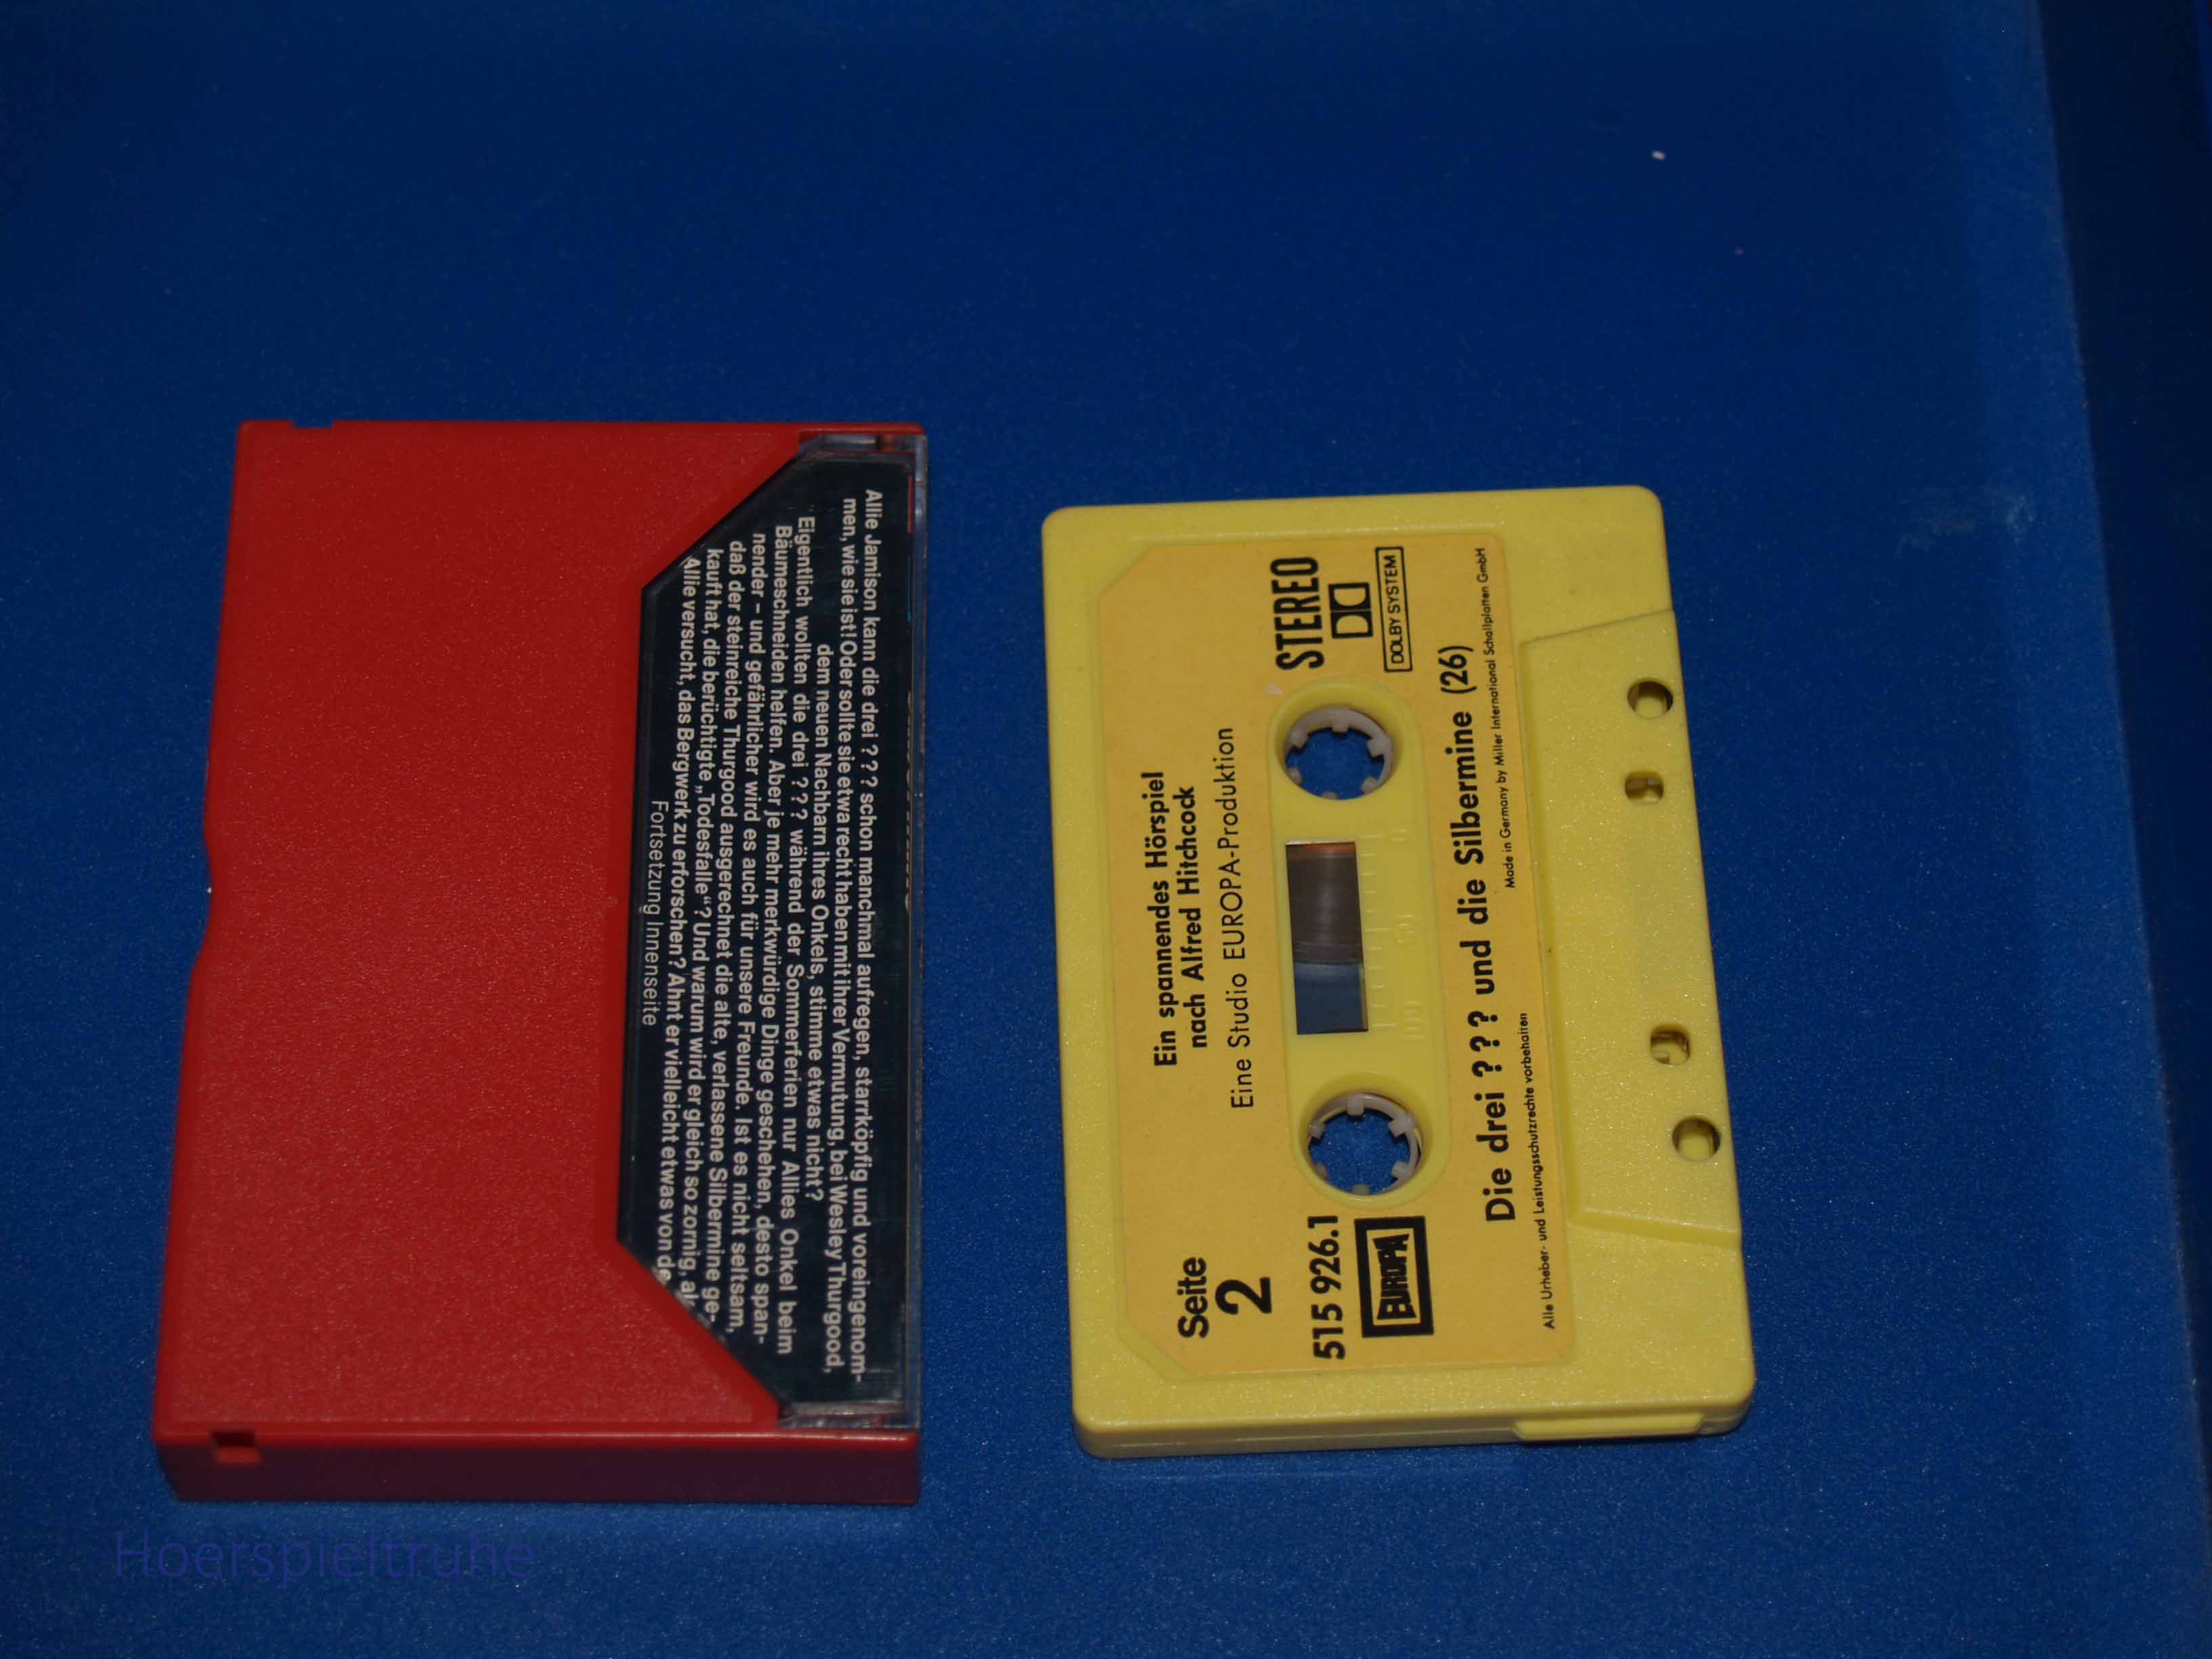 Allie Jamison kann die drei ? ? ? schon manchmal aufregen, starrköpfig und voreingenom-
men, wie sie ist! Oder sollte sie etwa recht haben mit ihrer Vermutung, bei Wesley Thurgood,
dem neuen Nachbarn ihres Onkels, stimme etwas nicht?
Eigentlich wollten die drei ? ? ? während der Sommerferien nur Allies Onkel beim
Bäumeschneiden helfen. Aber je mehr merkwürdige Dinge geschehen, desto span-
nender – und gefährlicher wird es auch für unsere Freunde. Ist es nicht seltsam,
daß der steinreiche Thurgood ausgerechnet die alte, verlassene Silbermine ge-
kauft hat, die berüchtigte „Todesfalle“? Und warum wird er gleich so zornig, al
Allie versucht, das Bergwerk zu erforschen? Ahnt er vielleicht etwas von de
Fortsetzung Innenseite
Ein spannendes Hörspiel
nach Alfred Hitchcock
Eine Studio EUROPA-Produktion
Seite
2
STEREO
DOLBY SYSTEM
515 926.1
EUROPA
Die drei ? ? ? und die Silbermine (26)
Alle Urheber- und Leistungsschutzrechte vorbehalten
Made in Germany by Miller International Schallplatten GmbH
Hoerspieltruhe